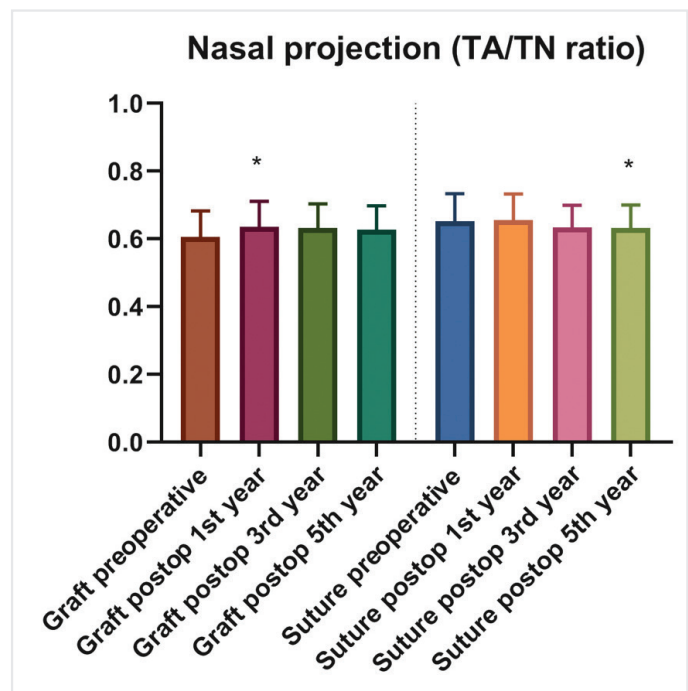 Nasal projection (TA/TN ratio)
1.0
0.8
0.6
0.4
0.2
0.0
*
*
Graft preoperative
Graft postop 1st year
Graft postop 3rd year
Graft postop 5th year
Suture preoperative
Suture postop 1st year
Suture postop 3rd year
Suture postop 5th year